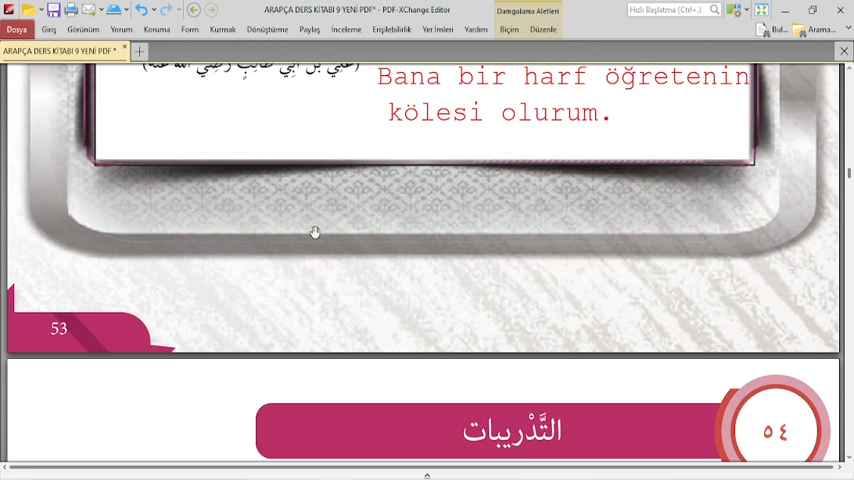 ARAPÇA DERS KİTABI 9 YENİ PDF* - PDF-XChange Editor
Damgalama Aletleri
Hızlı Başlatma (Ctrl+.)
Dosya Giriş Görünüm Organize Yorum Koruma Form Kurmak Dönüştürme Paylaş İnceleme Erişilebilirlik Yer İmleri Yardım Biçim Düzenle
Bul... Arama...
ARAPÇA DERS KİTABI 9 YENİ PDF *
Bana bir harf öğretenin
kölesi olurum.
53
التَّدْرِيبات
٥٤